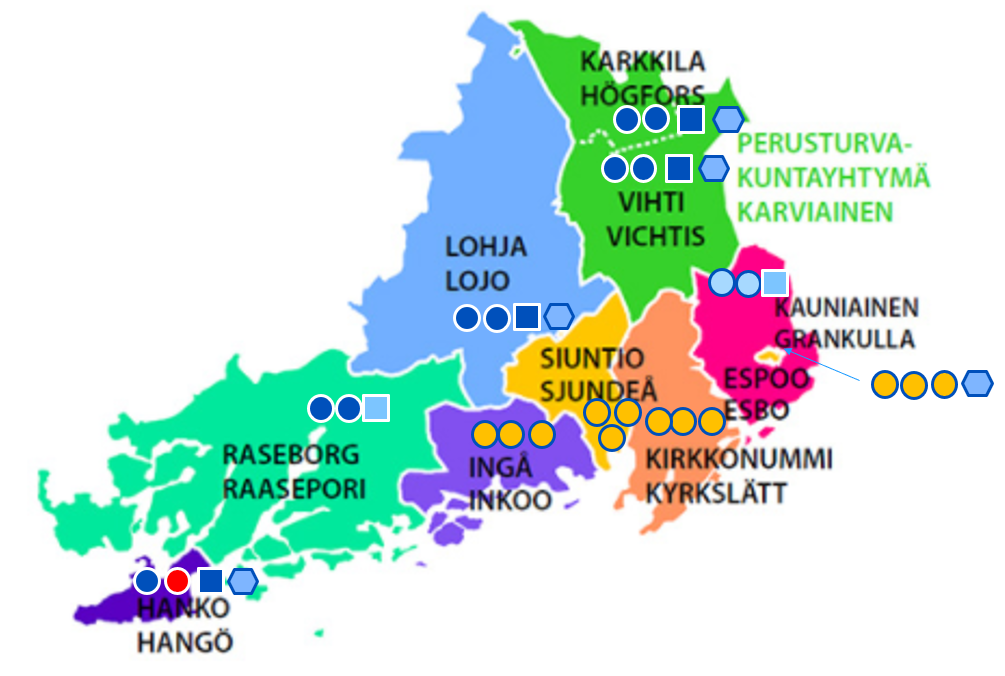 KARKKILA
HÖGFORS
PERUSTURVA-
KUNTAYHTYMÄ
KARVIAINEN
VIHTI
VICHTIS
LOHJA
LOJO
KAUNIAINEN
GRANKULLA
SIUNTIO
SJUNDEÅ
ESPOO
ESBO
RASEBORG
RAASEPORI
INGÅ
INKOO
KIRKKONUMMI
KYRKSLÄTT
HANKO
HANGÖ